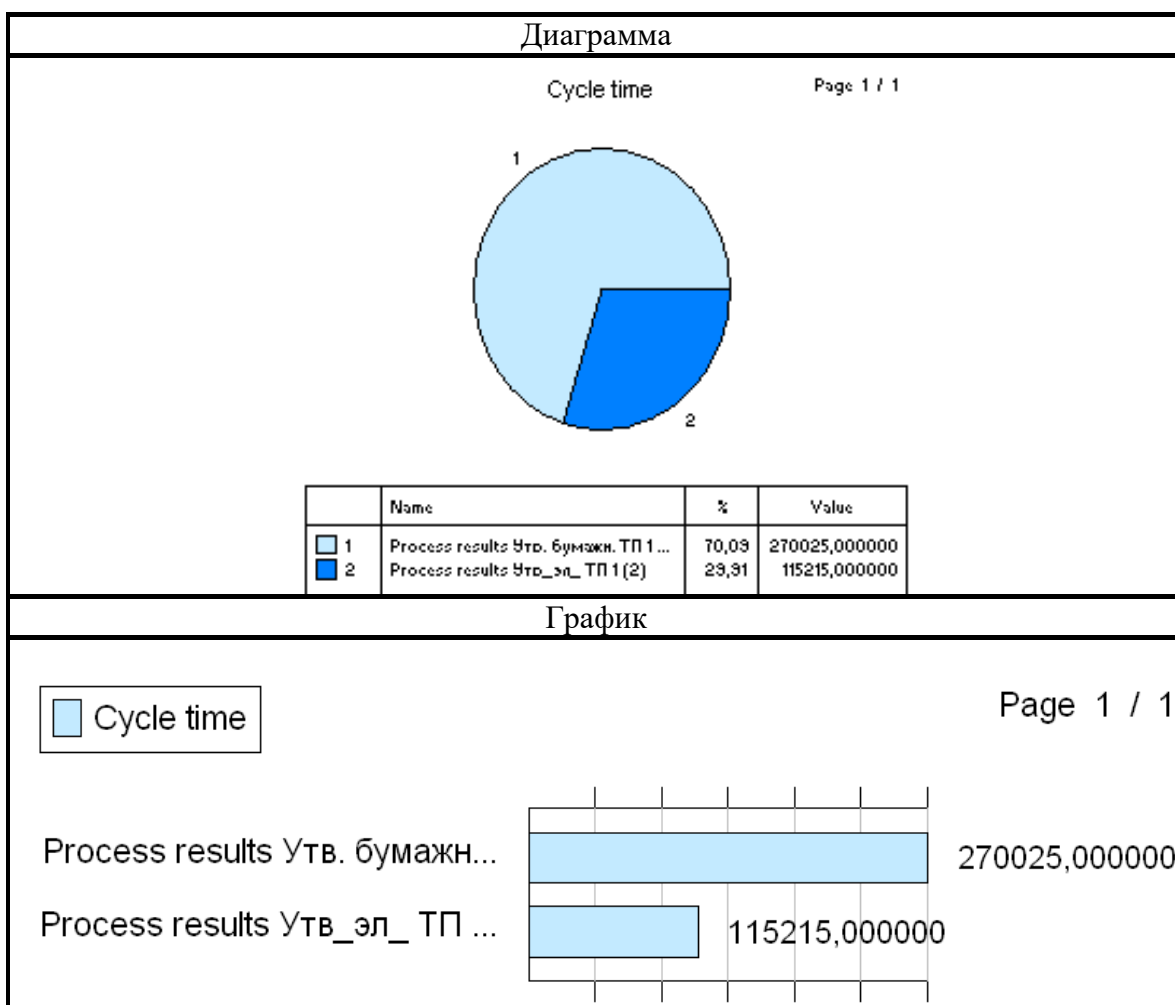 Диаграмма
Cycle time Page 1 / 1
1
2
Name % Value
1 Process results Утв. бумажн. ТП 1... 70,09 270025,000000
2 Process results Утв_эл_ ТП 1 (2) 29,91 115215,000000
График
Cycle time Page 1 / 1
Process results Утв. бумажн... 270025,000000
Process results Утв_эл_ ТП ... 115215,000000